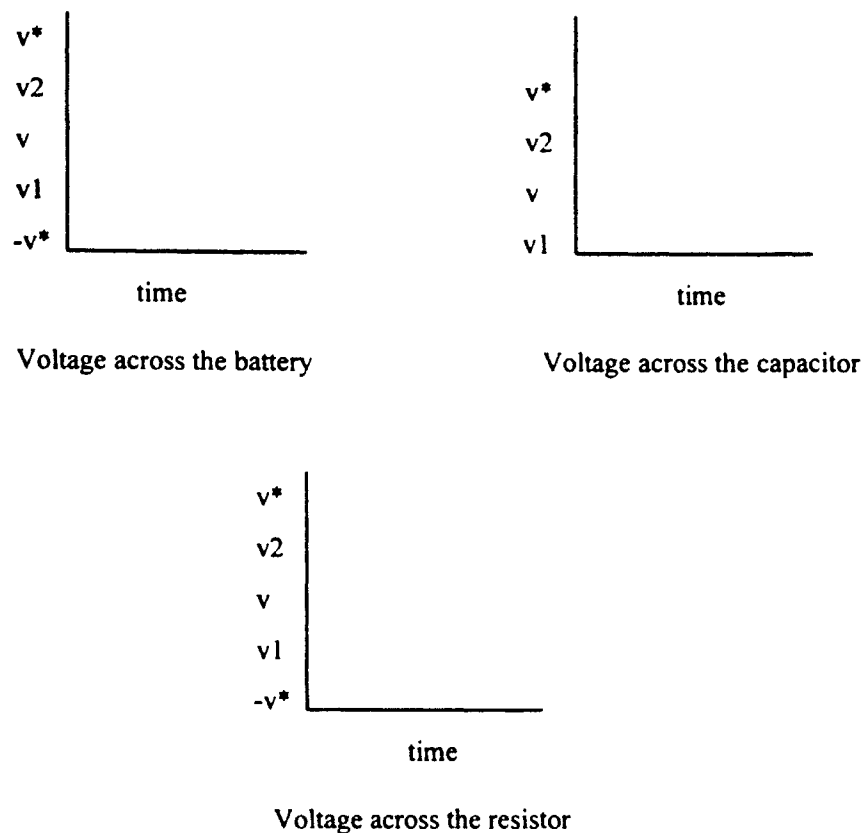 v*
v2
v
v1
-v*
time
Voltage across the battery
v*
v2
v
v1
time
Voltage across the capacitor
v*
v2
v
v1
-v*
time
Voltage across the resistor